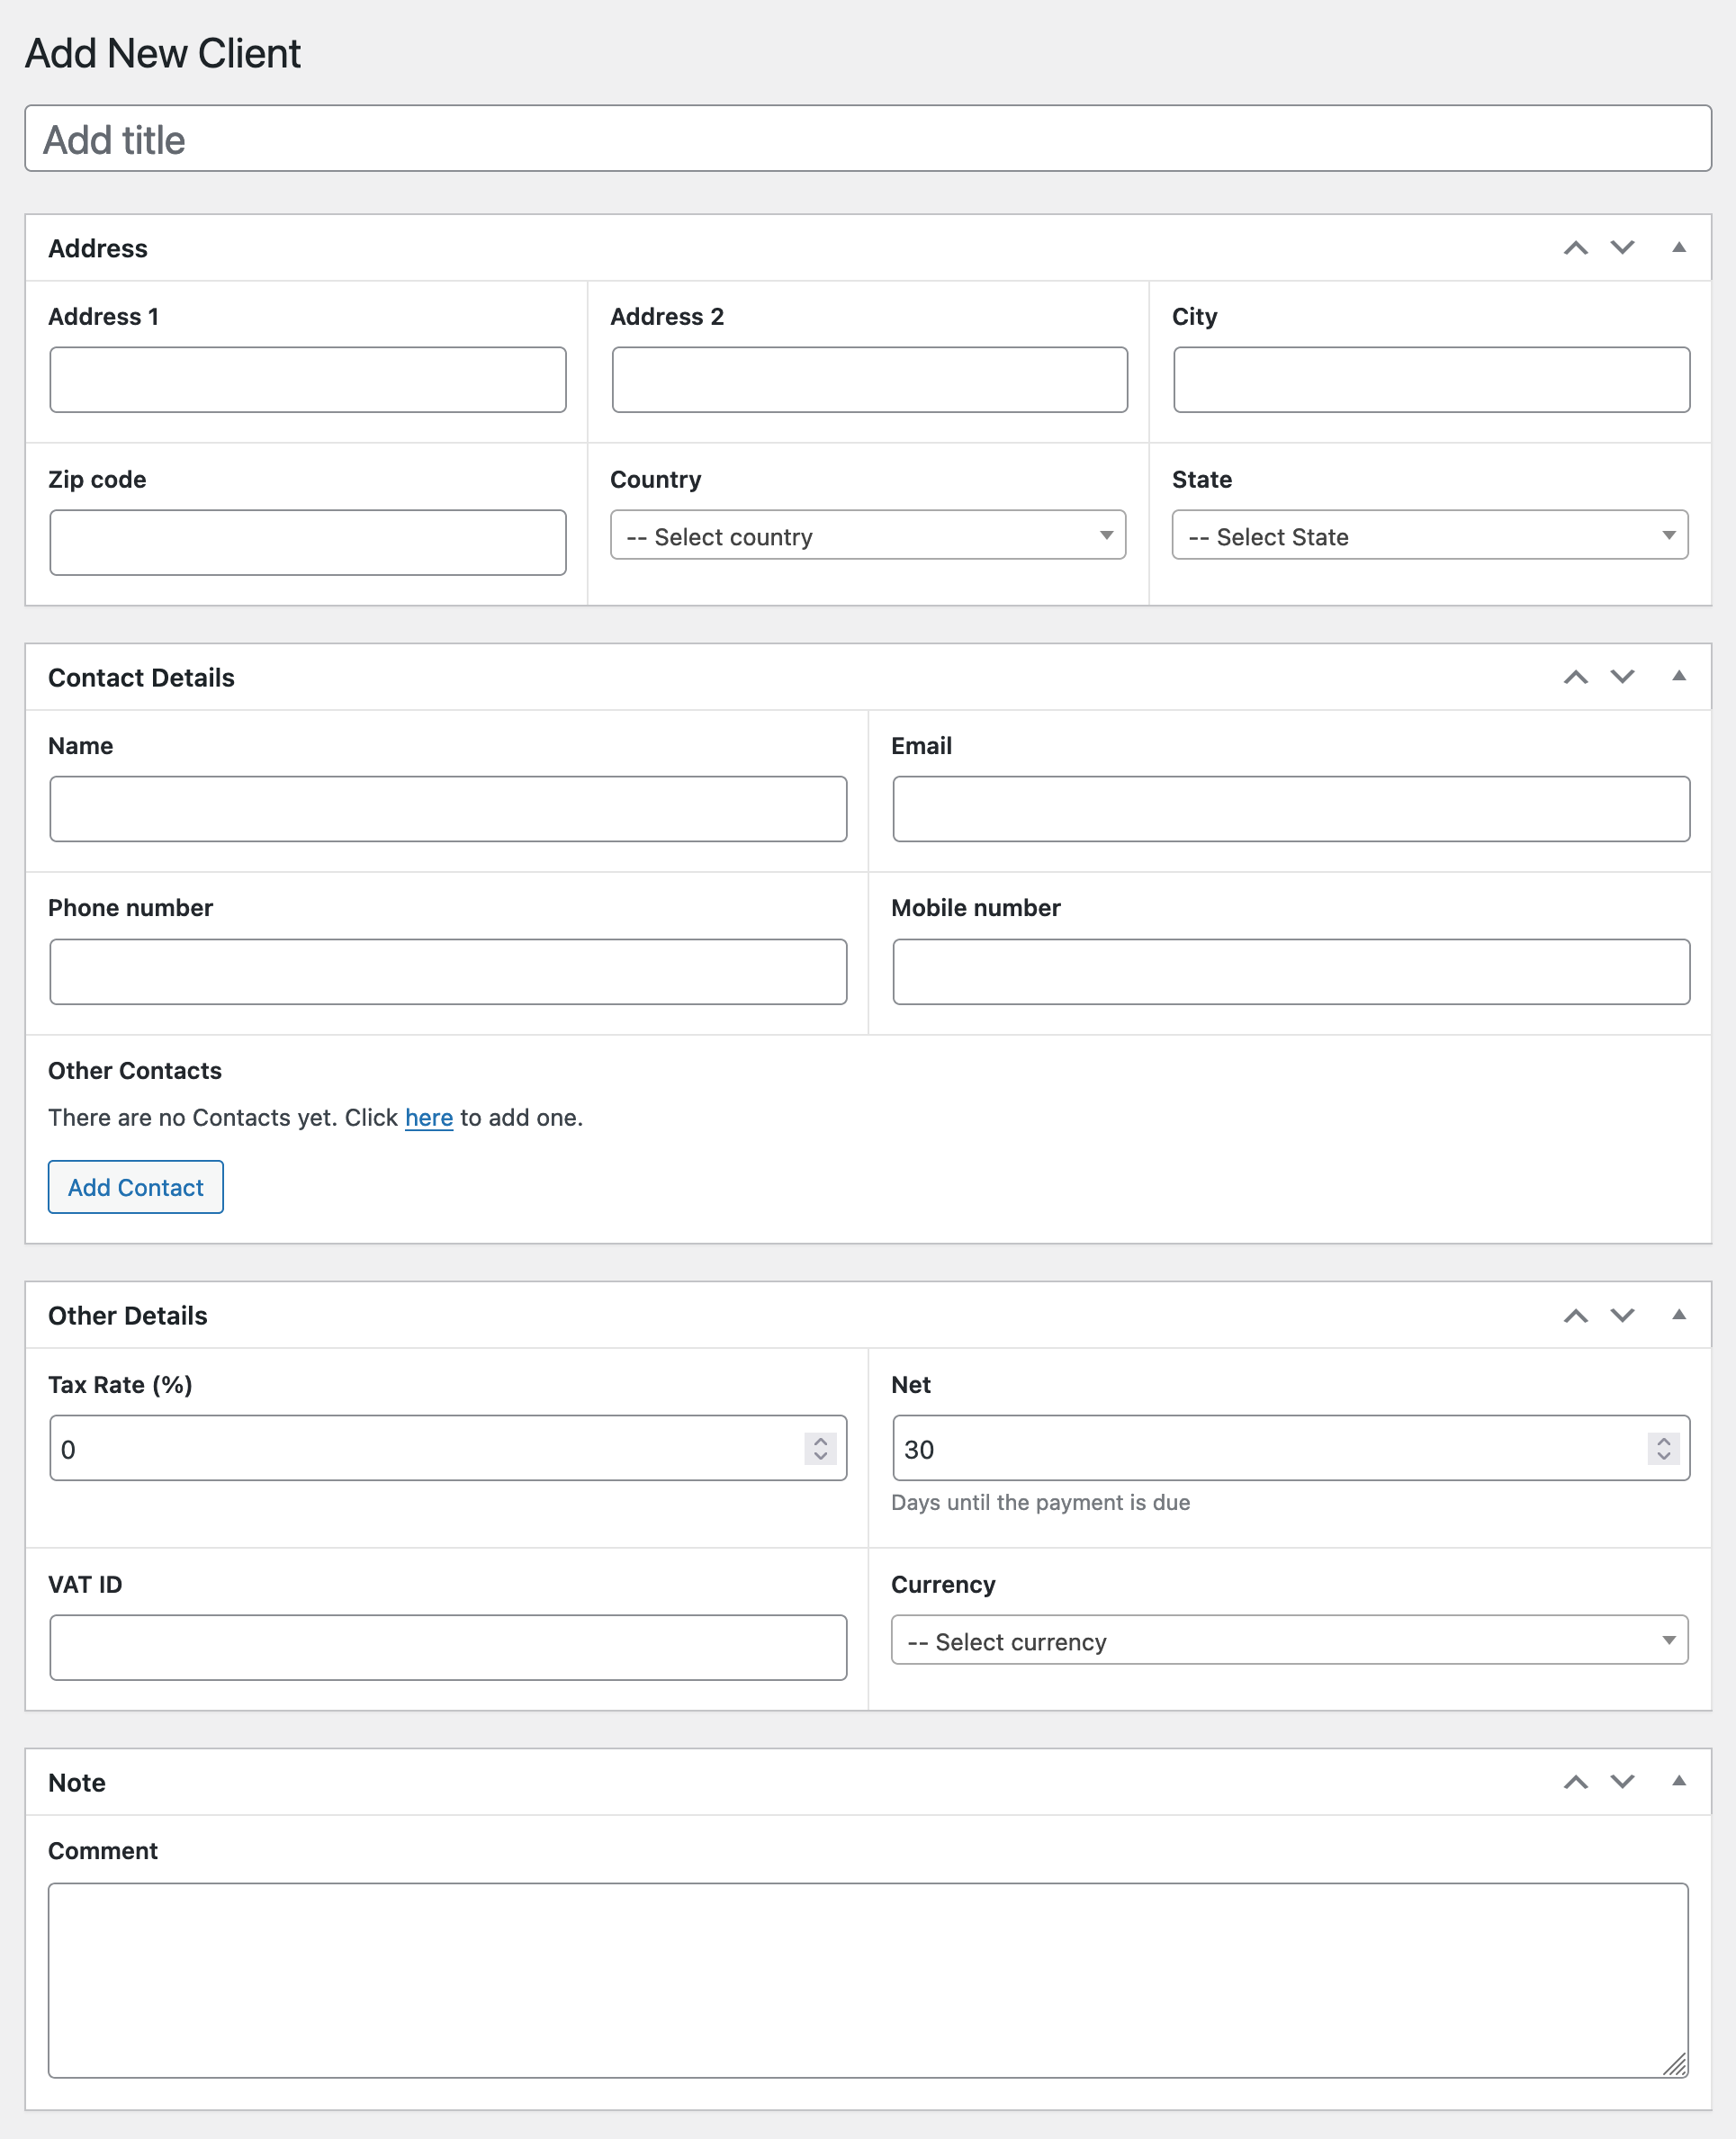 Add New Client
Add title
Address
Address 1
Address 2
City
Zip code
Country
State
-- Select country
-- Select State
Contact Details
Name
Email
Phone number
Mobile number
Other Contacts
There are no Contacts yet. Click here to add one.
Add Contact
Other Details
Tax Rate (%)
Net
0
30
Days until the payment is due
VAT ID
Currency
-- Select currency
Note
Comment